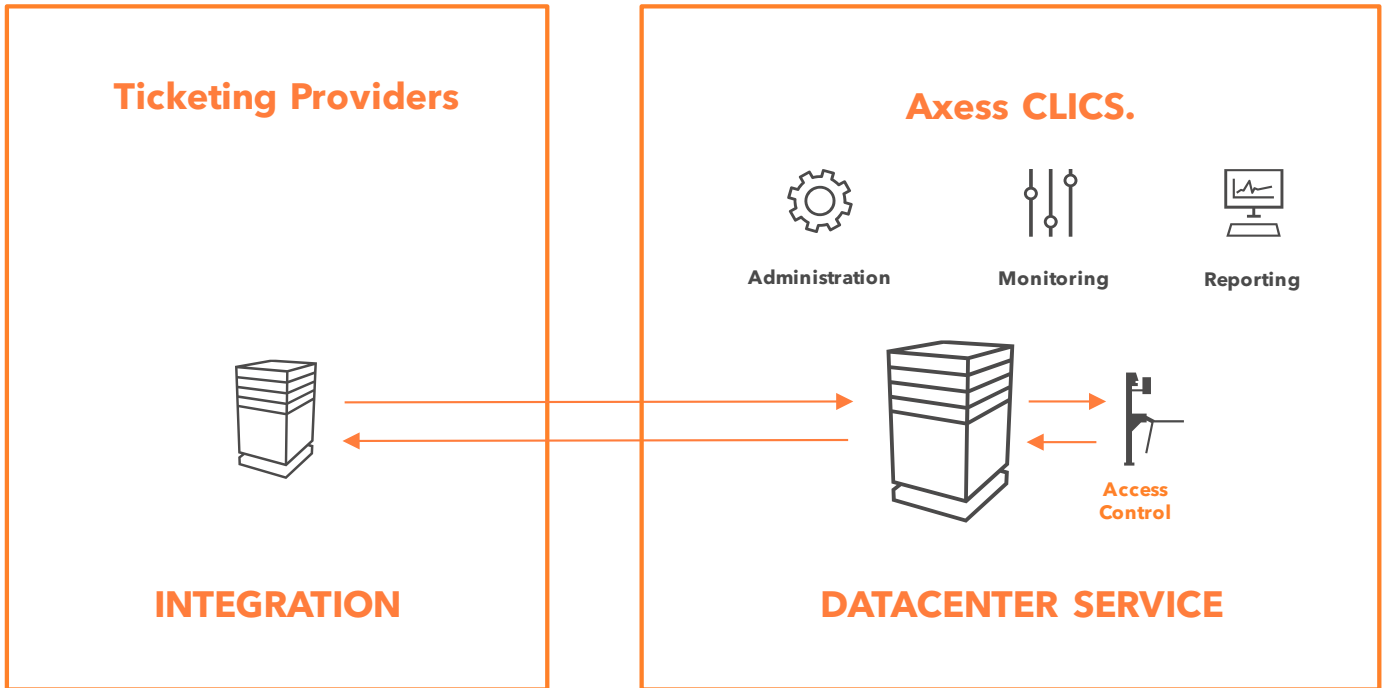 Ticketing Providers
Axess CLICS.
Administration
Monitoring
Reporting
Access
Control
INTEGRATION
DATACENTER SERVICE